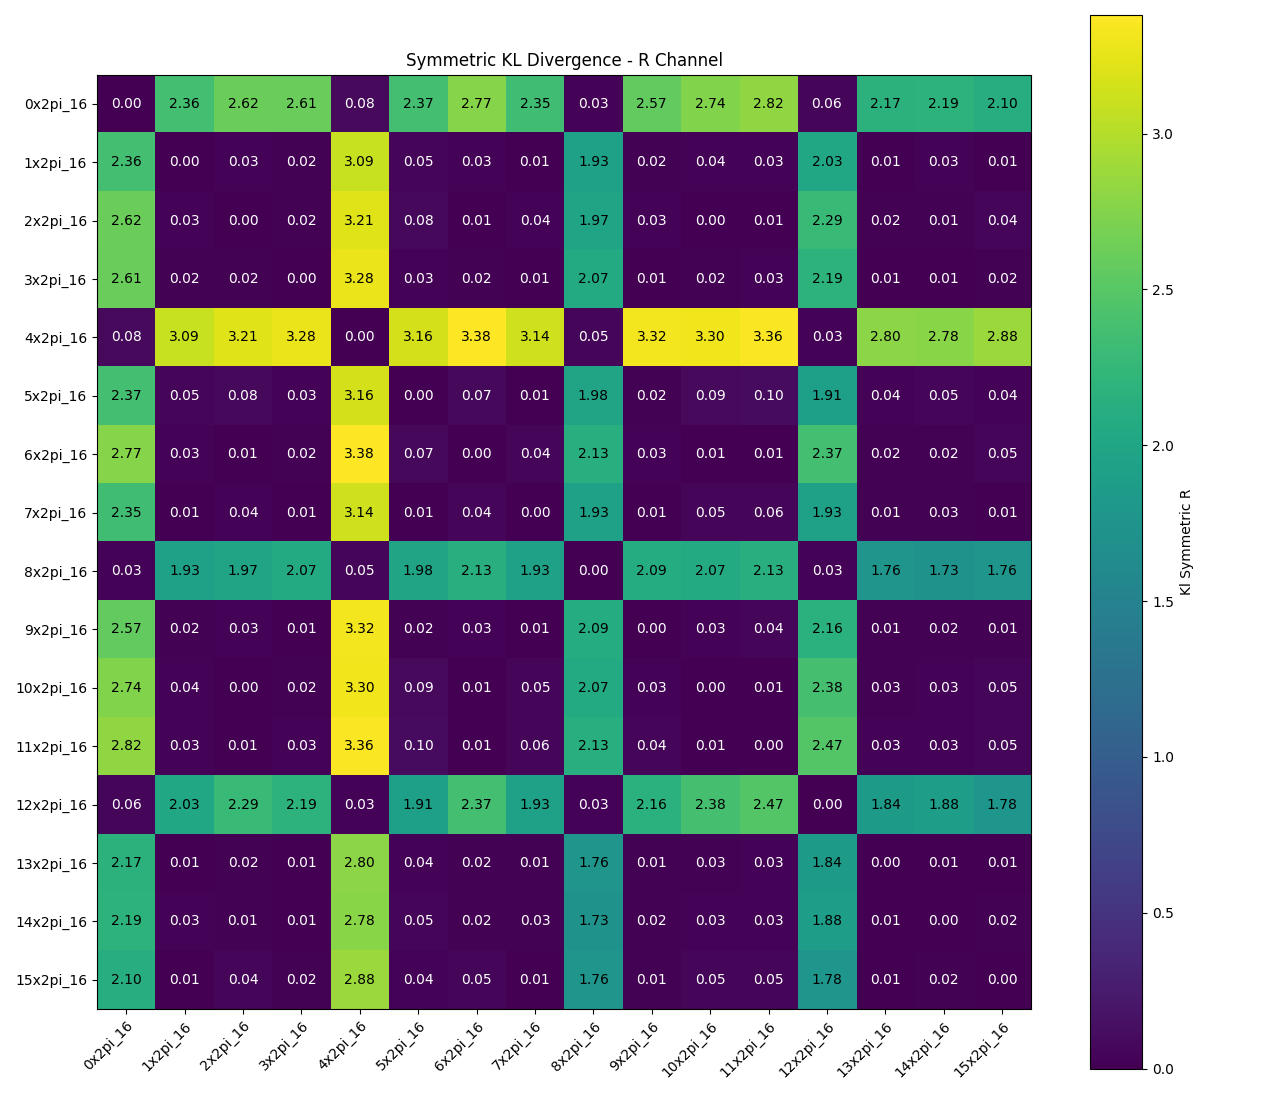 Symmetric KL Divergence - R Channel
0x2pi_16 0.00 2.36 2.62 2.61 0.08 2.37 2.77 2.35 0.03 2.57 2.74 2.82 0.06 2.17 2.19 2.10
1x2pi_16 2.36 0.00 0.03 0.02 3.09 0.05 0.03 0.01 1.93 0.02 0.04 0.03 2.03 0.01 0.03 0.01
2x2pi_16 2.62 0.03 0.00 0.02 3.21 0.08 0.01 0.04 1.97 0.03 0.00 0.01 2.29 0.02 0.01 0.04
3x2pi_16 2.61 0.02 0.02 0.00 3.28 0.03 0.02 0.01 2.07 0.01 0.02 0.03 2.19 0.01 0.01 0.02
4x2pi_16 0.08 3.09 3.21 3.28 0.00 3.16 3.38 3.14 0.05 3.32 3.30 3.36 0.03 2.80 2.78 2.88
5x2pi_16 2.37 0.05 0.08 0.03 3.16 0.00 0.07 0.01 1.98 0.02 0.09 0.10 1.91 0.04 0.05 0.04
6x2pi_16 2.77 0.03 0.01 0.02 3.38 0.07 0.00 0.04 2.13 0.03 0.01 0.01 2.37 0.02 0.02 0.05
7x2pi_16 2.35 0.01 0.04 0.01 3.14 0.01 0.04 0.00 1.93 0.01 0.05 0.06 1.93 0.01 0.03 0.01
8x2pi_16 0.03 1.93 1.97 2.07 0.05 1.98 2.13 1.93 0.00 2.09 2.07 2.13 0.03 1.76 1.73 1.76
9x2pi_16 2.57 0.02 0.03 0.01 3.32 0.02 0.03 0.01 2.09 0.00 0.03 0.04 2.16 0.01 0.02 0.01
10x2pi_16 2.74 0.04 0.00 0.02 3.30 0.09 0.01 0.05 2.07 0.03 0.00 0.01 2.38 0.03 0.03 0.05
11x2pi_16 2.82 0.03 0.01 0.03 3.36 0.10 0.01 0.06 2.13 0.04 0.01 0.00 2.47 0.03 0.03 0.05
12x2pi_16 0.06 2.03 2.29 2.19 0.03 1.91 2.37 1.93 0.03 2.16 2.38 2.47 0.00 1.84 1.88 1.78
13x2pi_16 2.17 0.01 0.02 0.01 2.80 0.04 0.02 0.01 1.76 0.01 0.03 0.03 1.84 0.00 0.01 0.01
14x2pi_16 2.19 0.03 0.01 0.01 2.78 0.05 0.02 0.03 1.73 0.02 0.03 0.03 1.88 0.01 0.00 0.02
15x2pi_16 2.10 0.01 0.04 0.02 2.88 0.04 0.05 0.01 1.76 0.01 0.05 0.05 1.78 0.01 0.02 0.00
0x2pi_16 1x2pi_16 2x2pi_16 3x2pi_16 4x2pi_16 5x2pi_16 6x2pi_16 7x2pi_16 8x2pi_16 9x2pi_16 10x2pi_16 11x2pi_16 12x2pi_16 13x2pi_16 14x2pi_16 15x2pi_16
3.0
2.5
2.0
1.5
1.0
0.5
0.0
Kl Symmetric R